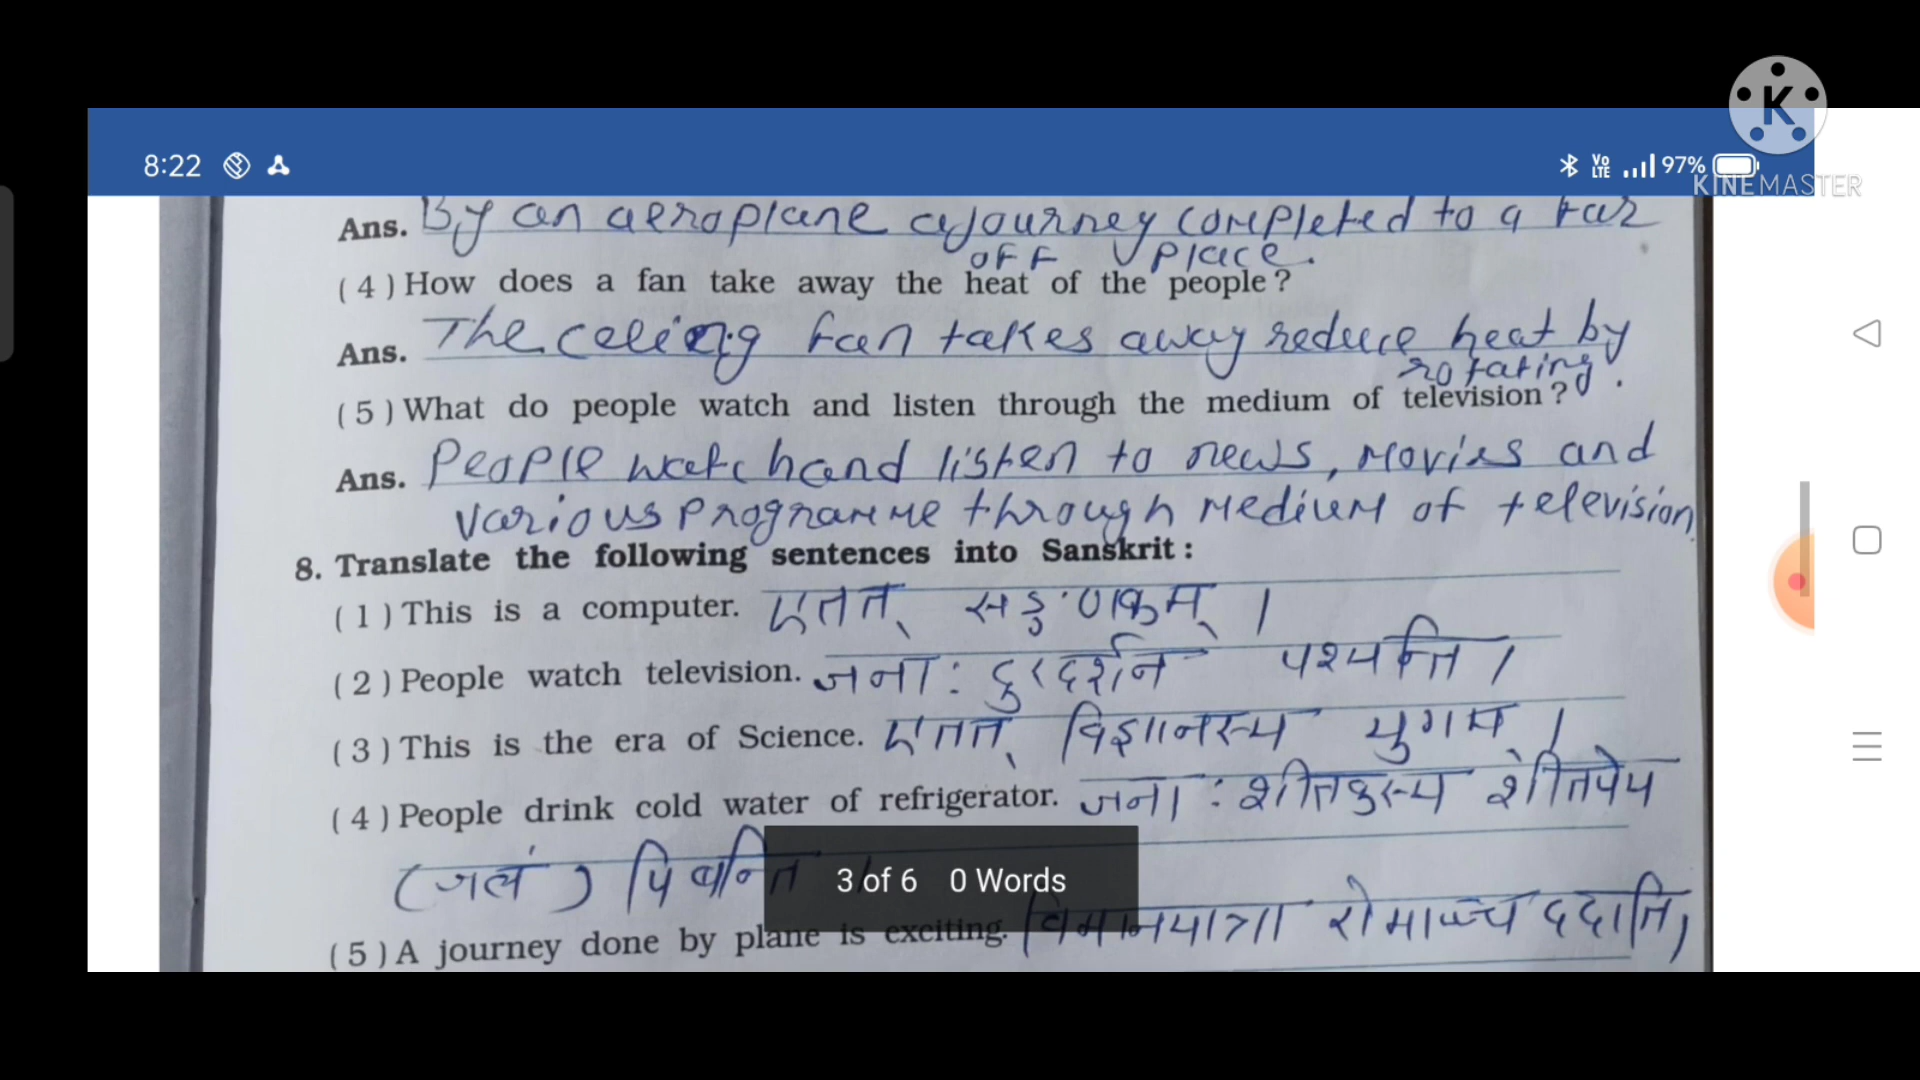 8:22 Vo LTE 97%
KINEMASTER
Ans. By an aeroplane a journey completed to a far
off place.
( 4 ) How does a fan take away the heat of the people ?
Ans. The fan takes away reduce heat by
rotating.
( 5 ) What do people watch and listen through the medium of television ?
Ans. People watch and listen to news, movies and
various programme through medium of television.
8. Translate the following sentences into Sanskrit :
( 1 ) This is a computer. एतत् सङ्गणकम् ।
( 2 ) People watch television. जनाः दुरदर्शनं पश्यन्ति ।
( 3 ) This is the era of Science. एतत् विज्ञानस्य युगम् ।
( 4 ) People drink cold water of refrigerator. जनाः शीतकस्य
(जलं) पिबन्ति
3 of 6 0 Words
( 5 ) A journey done by plane is exciting. विमानयात्रा ददाति।